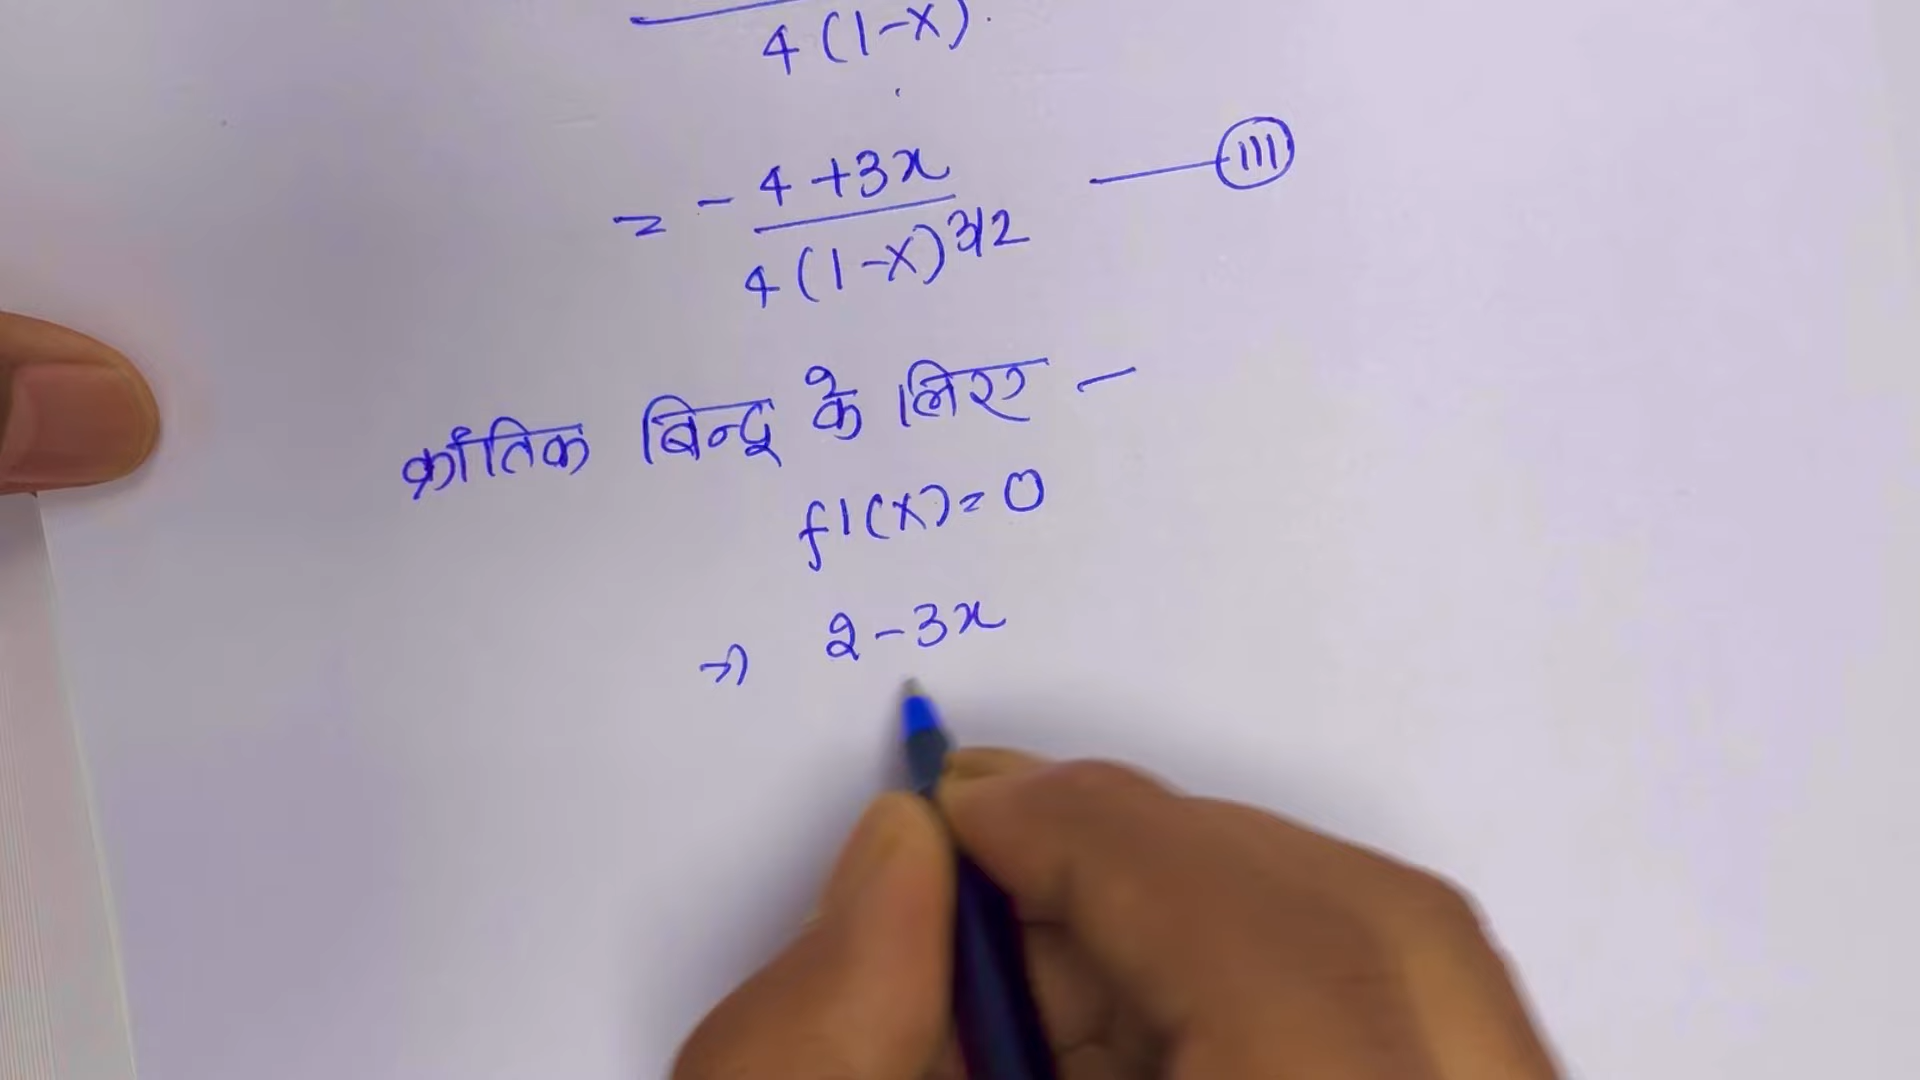 4(1-x).
= - 4+3x / 4(1-x)^3/2 — (III)
क्रांतिक बिन्दू के लिए -
f'(x) = 0
⇒ 2-3x